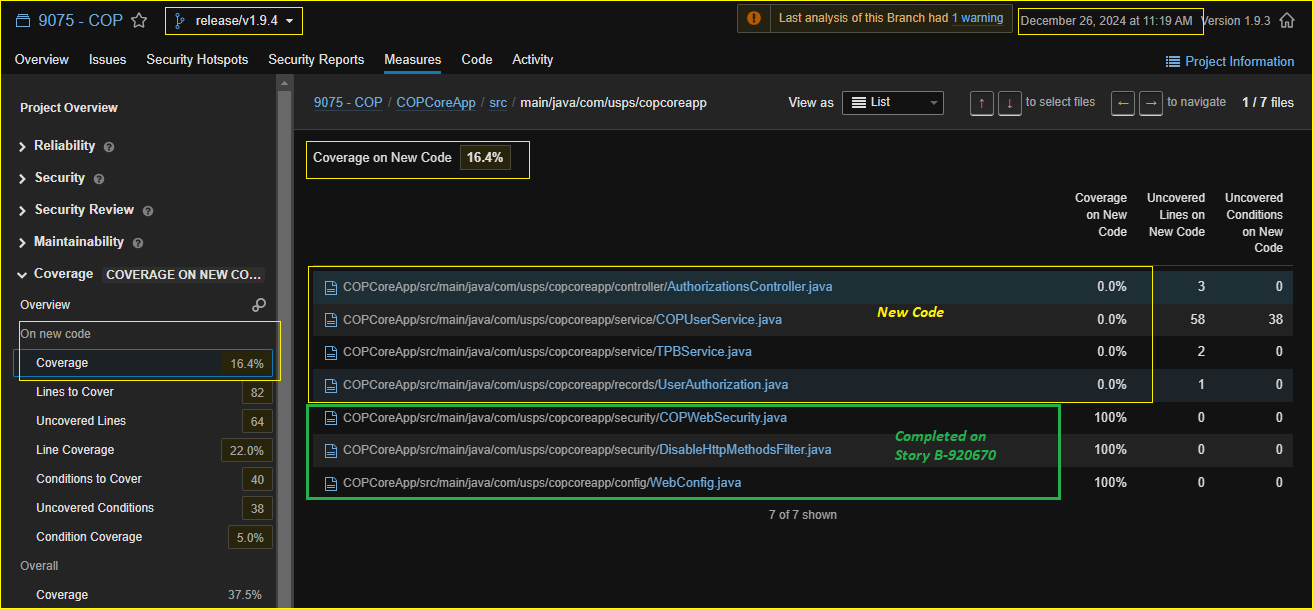 9075 - COP release/v1.9.4 Last analysis of this Branch had 1 warning December 26, 2024 at 11:19 AM Version 1.9.3
Overview Issues Security Hotspots Security Reports Measures Code Activity Project Information
Project Overview
Reliability
Security
Security Review
Maintainability
Coverage COVERAGE ON NEW CO...
Overview
On new code
Coverage 16.4%
Lines to Cover 82
Uncovered Lines 64
Line Coverage 22.0%
Conditions to Cover 40
Uncovered Conditions 38
Condition Coverage 5.0%
Overall
Coverage 37.5%
9075 - COP / COPCoreApp / src / main/java/com/usps/copcoreapp View as List ↑ ↓ to select files ← → to navigate 1 / 7 files
Coverage on New Code 16.4%
Coverage on New Code
Uncovered Lines on New Code
Uncovered Conditions on New Code
COPCoreApp/src/main/java/com/usps/copcoreapp/controller/AuthorizationsController.java 0.0% 3 0
New Code
COPCoreApp/src/main/java/com/usps/copcoreapp/service/COPUserService.java 0.0% 58 38
COPCoreApp/src/main/java/com/usps/copcoreapp/service/TPBService.java 0.0% 2 0
COPCoreApp/src/main/java/com/usps/copcoreapp/records/UserAuthorization.java 0.0% 1 0
COPCoreApp/src/main/java/com/usps/copcoreapp/security/COPWebSecurity.java 100% 0 0
Completed on
Story B-920670
COPCoreApp/src/main/java/com/usps/copcoreapp/security/DisableHttpMethodsFilter.java 100% 0 0
COPCoreApp/src/main/java/com/usps/copcoreapp/config/WebConfig.java 100% 0 0
7 of 7 shown